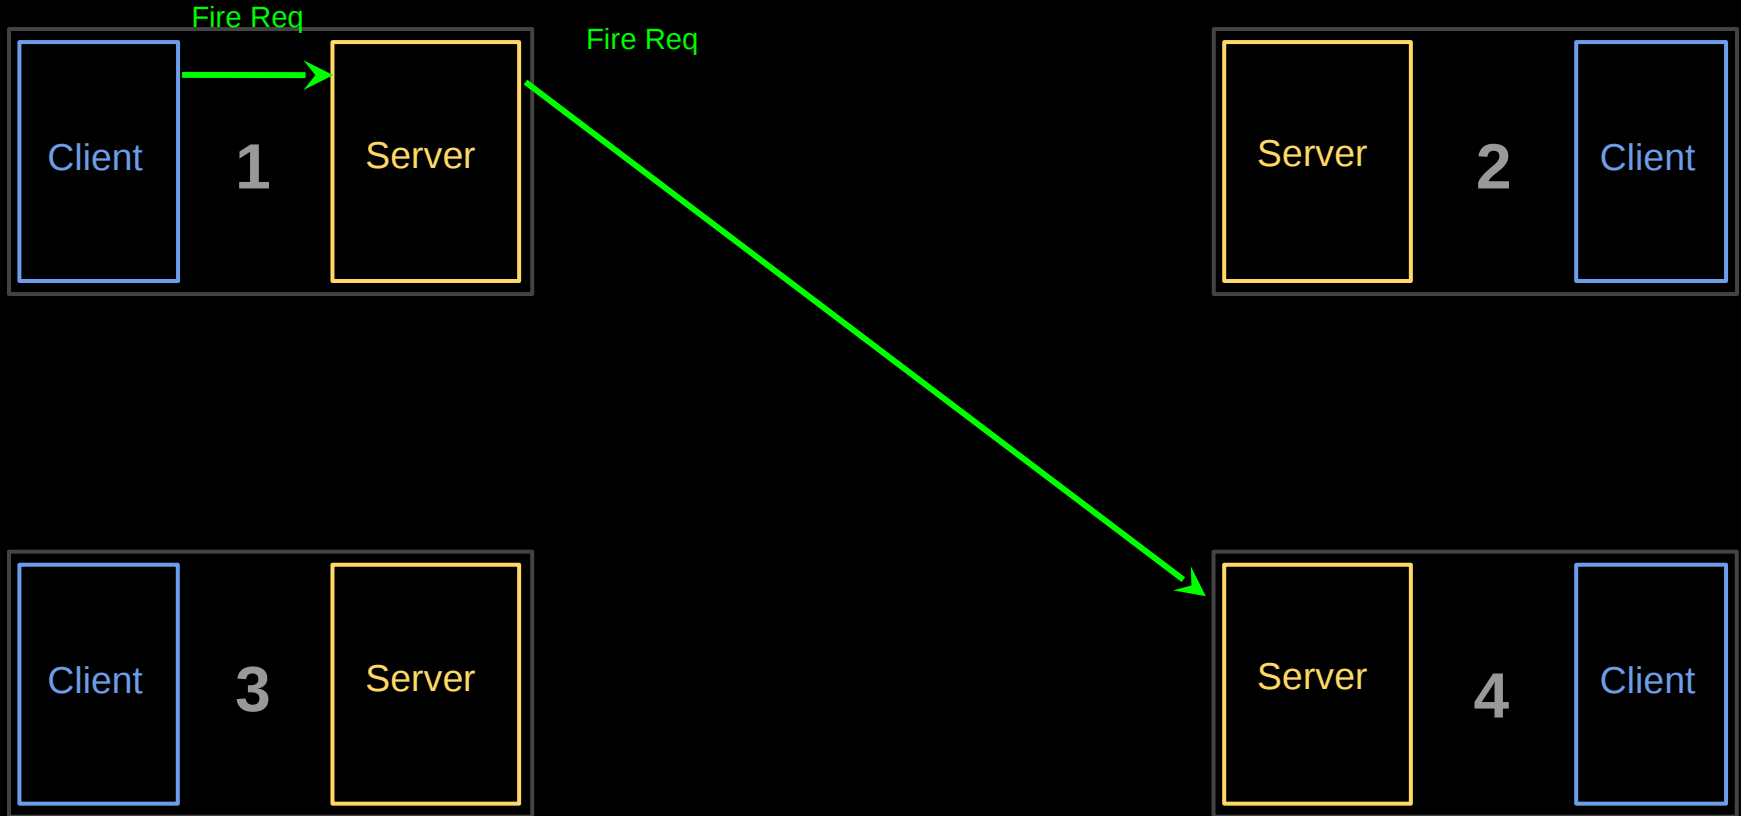 Fire Req
Fire Req
Client
1
Server
Server
2
Client
Client
3
Server
Server
4
Client